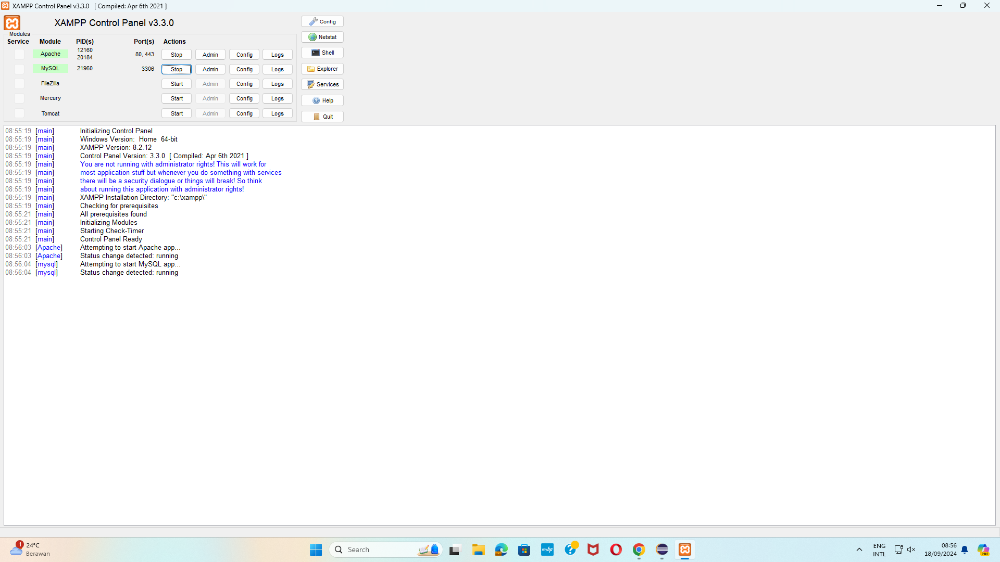 XAMPP Control Panel v3.3.0 [ Compiled: Apr 6th 2021 ]
XAMPP Control Panel v3.3.0
Config
Modules
Service Module PID(s) Port(s) Actions
Netstat
Apache 12160 20184 80, 443 Stop Admin Config Logs
Shell
MySQL 21960 3306 Stop Admin Config Logs
Explorer
FileZilla Start Admin Config Logs
Services
Mercury Start Admin Config Logs
Help
Tomcat Start Admin Config Logs
Quit
08:55:19 [main] Initializing Control Panel
08:55:19 [main] Windows Version: Home 64-bit
08:55:19 [main] XAMPP Version: 8.2.12
08:55:19 [main] Control Panel Version: 3.3.0 [ Compiled: Apr 6th 2021 ]
08:55:19 [main] You are not running with administrator rights! This will work for
08:55:19 [main] most application stuff but whenever you do something with services
08:55:19 [main] there will be a security dialogue or things will break! So think
08:55:19 [main] about running this application with administrator rights!
08:55:19 [main] XAMPP Installation Directory: "c:\xampp\"
08:55:19 [main] Checking for prerequisites
08:55:21 [main] All prerequisites found
08:55:21 [main] Initializing Modules
08:55:21 [main] Starting Check-Timer
08:55:21 [main] Control Panel Ready
08:56:03 [Apache] Attempting to start Apache app...
08:56:03 [Apache] Status change detected: running
08:56:04 [mysql] Attempting to start MySQL app...
08:56:04 [mysql] Status change detected: running
1
24°C
Berawan
Search
myhp
ENG
INTL
08:56
18/09/2024
PRE